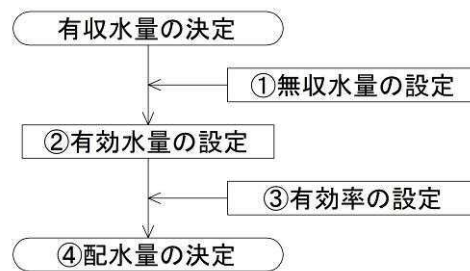 有収水量の決定
①無収水量の設定
②有効水量の設定
③有効率の設定
④配水量の決定